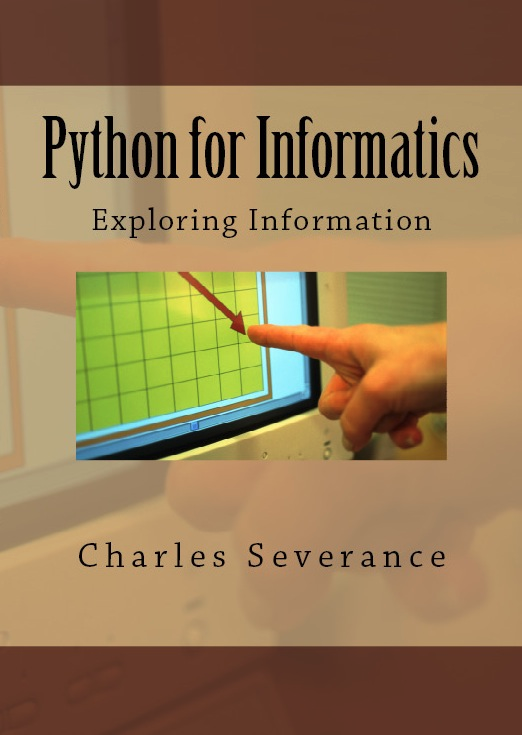 Python for Informatics
Exploring Information
Charles Severance